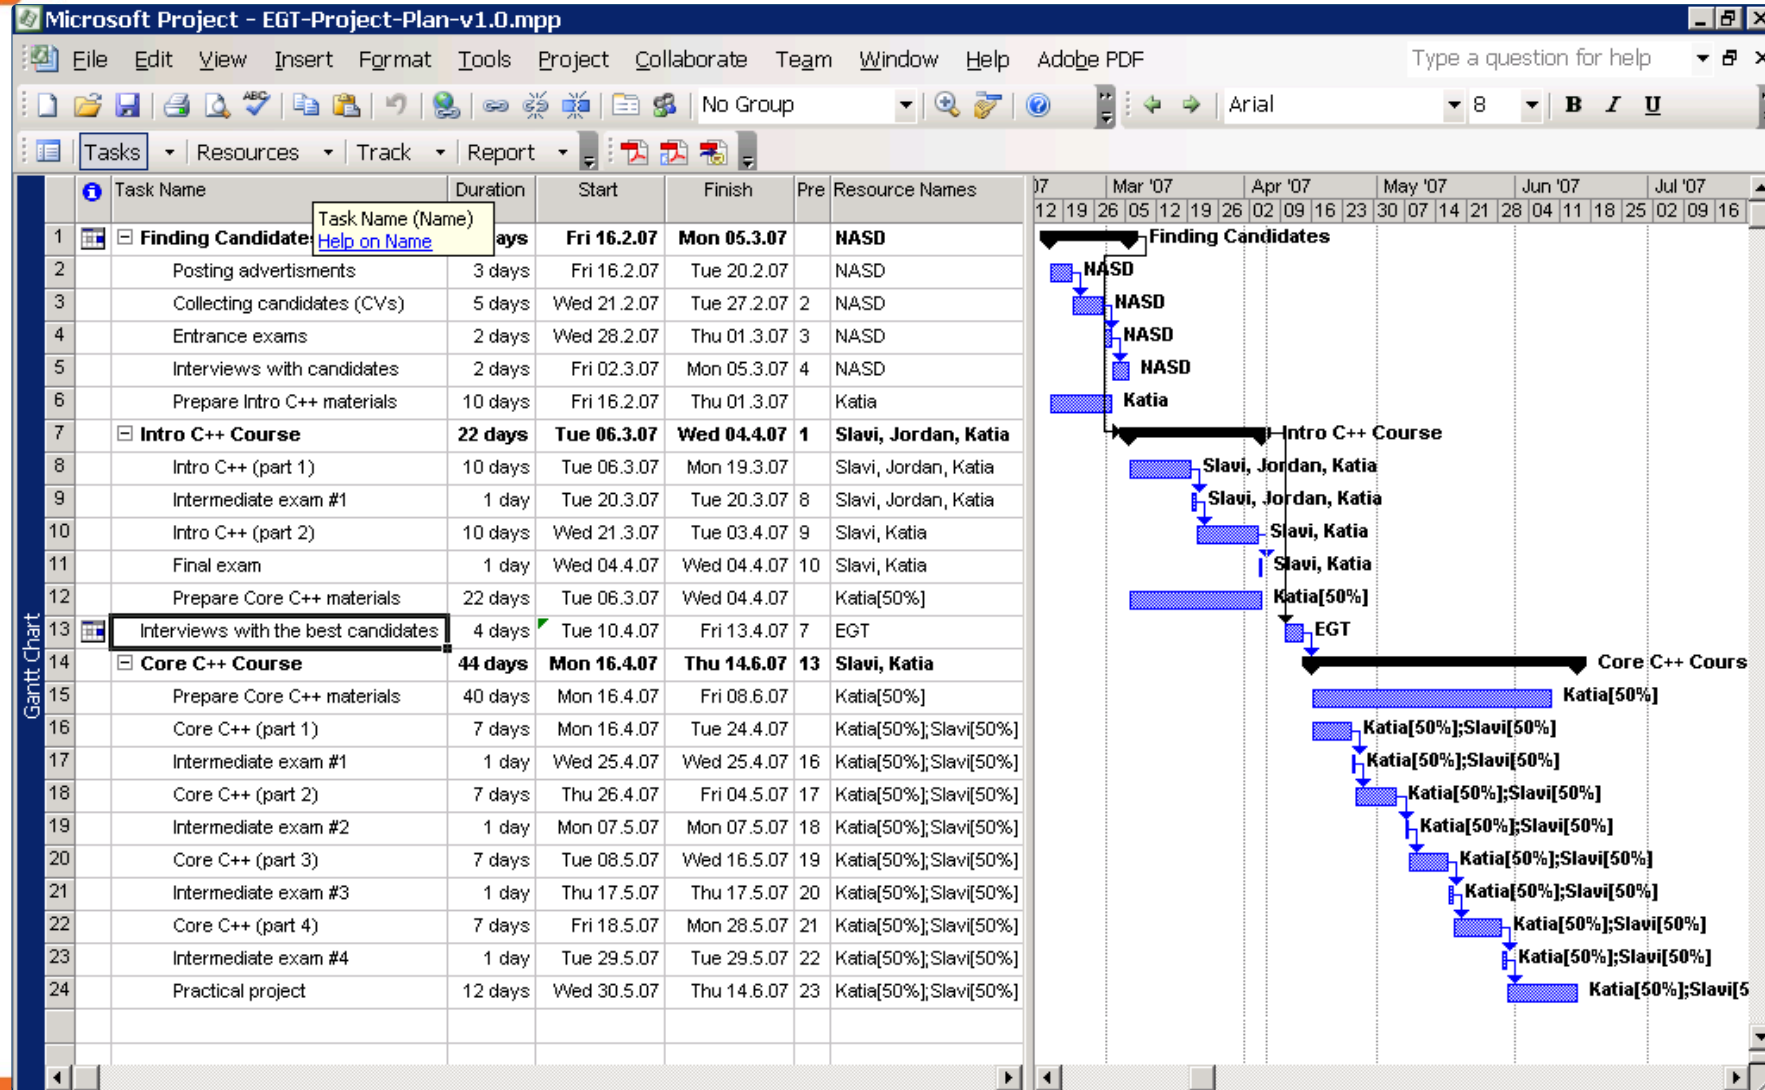 Microsoft Project - EGT-Project-Plan-v1.0.mpp
File Edit View Insert Format Tools Project Collaborate Team Window Help Adobe PDF Type a question for help
ABC No Group Arial 8 B I U
Tasks Resources Track Report
Task Name Duration Start Finish Pre Resource Names 07 Mar '07 Apr '07 May '07 Jun '07 Jul '07
12 19 26 05 12 19 26 02 09 16 23 30 07 14 21 28 04 11 18 25 02 09 16
Task Name (Name)
Help on Name
1 Finding Candidate ays Fri 16.2.07 Mon 05.3.07 NASD Finding Candidates
2 Posting advertisments 3 days Fri 16.2.07 Tue 20.2.07 NASD NASD
3 Collecting candidates (CVs) 5 days Wed 21.2.07 Tue 27.2.07 2 NASD NASD
4 Entrance exams 2 days Wed 28.2.07 Thu 01.3.07 3 NASD NASD
5 Interviews with candidates 2 days Fri 02.3.07 Mon 05.3.07 4 NASD NASD
6 Prepare Intro C++ materials 10 days Fri 16.2.07 Thu 01.3.07 Katia Katia
7 Intro C++ Course 22 days Tue 06.3.07 Wed 04.4.07 1 Slavi, Jordan, Katia Intro C++ Course
8 Intro C++ (part 1) 10 days Tue 06.3.07 Mon 19.3.07 Slavi, Jordan, Katia Slavi, Jordan, Katia
9 Intermediate exam #1 1 day Tue 20.3.07 Tue 20.3.07 8 Slavi, Jordan, Katia Slavi, Jordan, Katia
10 Intro C++ (part 2) 10 days Wed 21.3.07 Tue 03.4.07 9 Slavi, Katia Slavi, Katia
11 Final exam 1 day Wed 04.4.07 Wed 04.4.07 10 Slavi, Katia Slavi, Katia
12 Prepare Core C++ materials 22 days Tue 06.3.07 Wed 04.4.07 Katia[50%] Katia[50%]
13 Interviews with the best candidates 4 days Tue 10.4.07 Fri 13.4.07 7 EGT EGT
14 Core C++ Course 44 days Mon 16.4.07 Thu 14.6.07 13 Slavi, Katia Core C++ Cours
15 Prepare Core C++ materials 40 days Mon 16.4.07 Fri 08.6.07 Katia[50%] Katia[50%]
16 Core C++ (part 1) 7 days Mon 16.4.07 Tue 24.4.07 Katia[50%];Slavi[50%] Katia[50%];Slavi[50%]
17 Intermediate exam #1 1 day Wed 25.4.07 Wed 25.4.07 16 Katia[50%];Slavi[50%] Katia[50%];Slavi[50%]
18 Core C++ (part 2) 7 days Thu 26.4.07 Fri 04.5.07 17 Katia[50%];Slavi[50%] Katia[50%];Slavi[50%]
19 Intermediate exam #2 1 day Mon 07.5.07 Mon 07.5.07 18 Katia[50%];Slavi[50%] Katia[50%];Slavi[50%]
20 Core C++ (part 3) 7 days Tue 08.5.07 Wed 16.5.07 19 Katia[50%];Slavi[50%] Katia[50%];Slavi[50%]
21 Intermediate exam #3 1 day Thu 17.5.07 Thu 17.5.07 20 Katia[50%];Slavi[50%] Katia[50%];Slavi[50%]
22 Core C++ (part 4) 7 days Fri 18.5.07 Mon 28.5.07 21 Katia[50%];Slavi[50%] Katia[50%];Slavi[50%]
23 Intermediate exam #4 1 day Tue 29.5.07 Tue 29.5.07 22 Katia[50%];Slavi[50%] Katia[50%];Slavi[50%]
24 Practical project 12 days Wed 30.5.07 Thu 14.6.07 23 Katia[50%];Slavi[50%] Katia[50%];Slavi[5
Gantt Chart